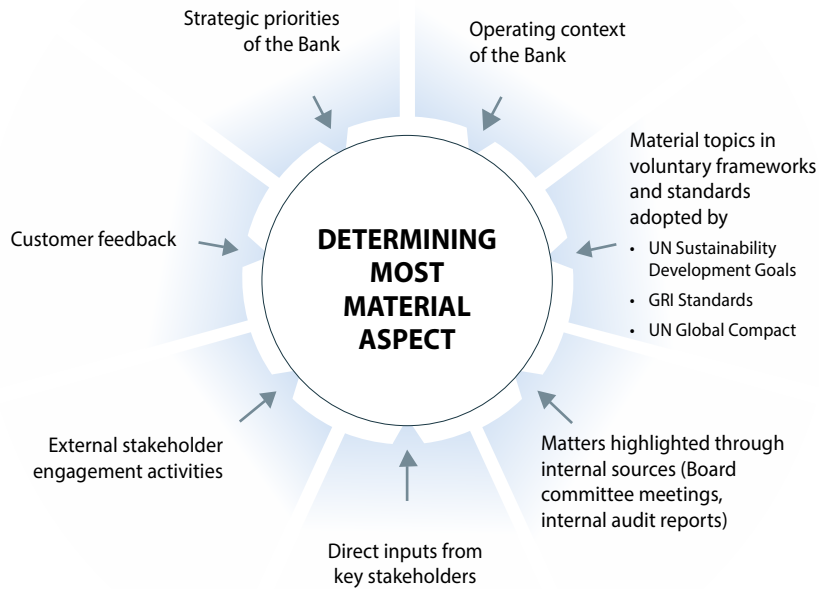 Strategic priorities
of the Bank
Operating context
of the Bank
Material topics in
voluntary frameworks
and standards
adopted by
• UN Sustainability
Development Goals
• GRI Standards
• UN Global Compact
Customer feedback
DETERMINING
MOST
MATERIAL
ASPECT
External stakeholder
engagement activities
Matters highlighted through
internal sources (Board
committee meetings,
internal audit reports)
Direct inputs from
key stakeholders